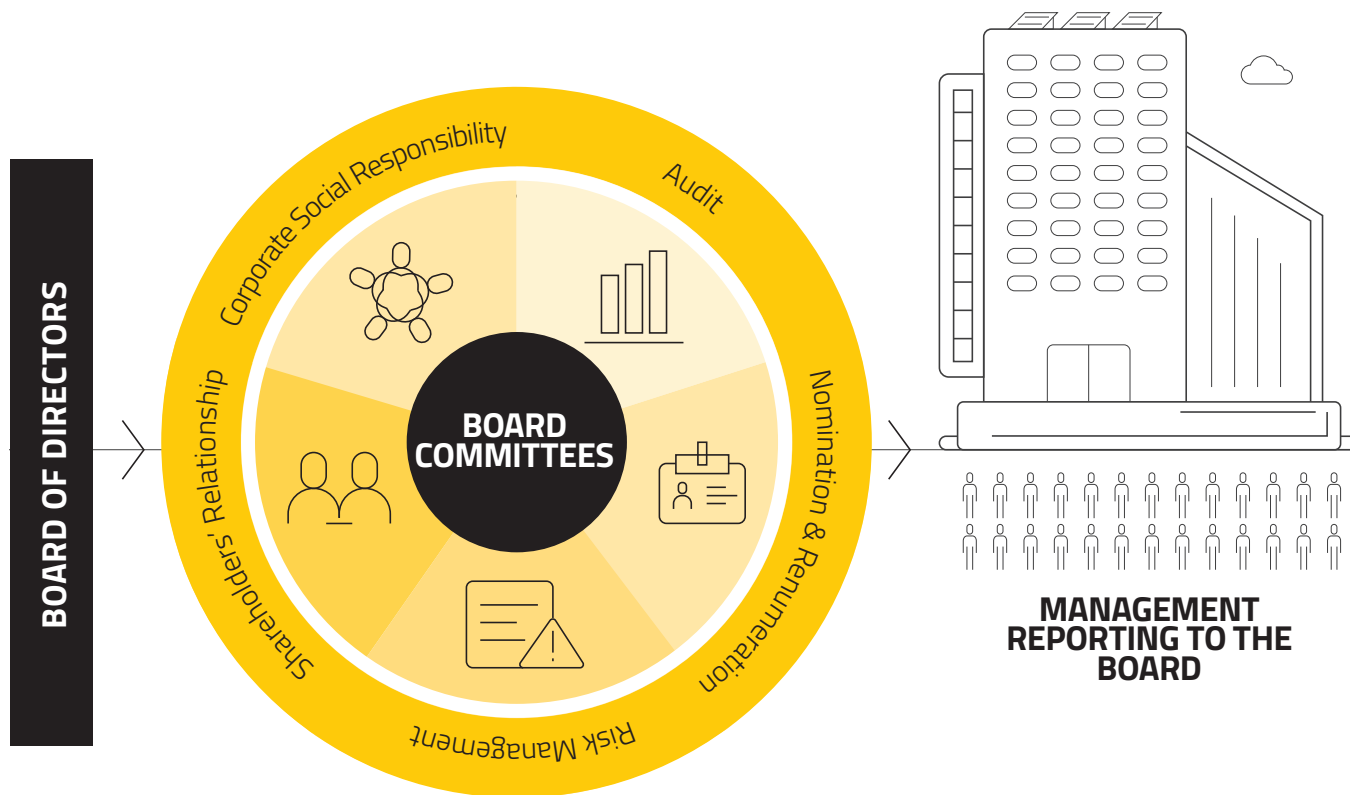 BOARD OF DIRECTORS
Corporate Social Responsibility
Audit
Nomination & Renumeration
Risk Management
Shareholders' Relationship
BOARD
COMMITTEES
MANAGEMENT
REPORTING TO THE
BOARD